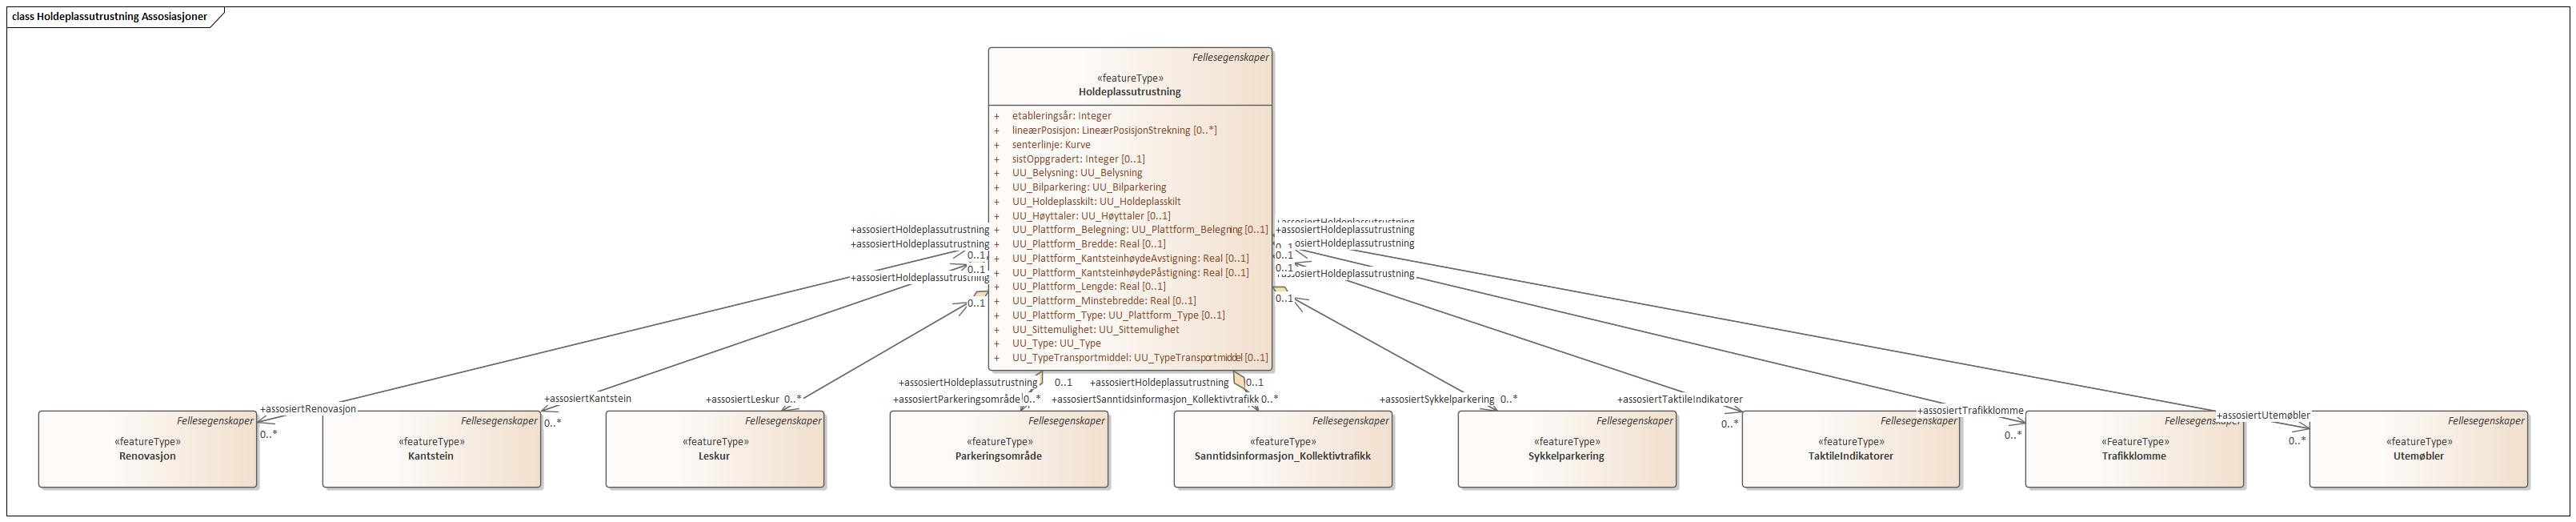 class Holdeplassutrustning Assosiasjoner
Fellesegenskaper
«featureType»
Holdeplassutrustning
+ etableringsår: Integer
+ lineærPosisjon: LineærPosisjonStrekning [0..*]
+ senterlinje: Kurve
+ sistOppgradert: Integer [0..1]
+ UU_Belysning: UU_Belysning
+ UU_Bilparkering: UU_Bilparkering
+ UU_Holdeplasskilt: UU_Holdeplasskilt
+ UU_Høyttaler: UU_Høyttaler [0..1]
+ UU_Plattform_Belegning: UU_Plattform_Belegning [0..1]
+ UU_Plattform_Bredde: Real [0..1]
+ UU_Plattform_KantsteinhøydeAvstigning: Real [0..1]
+ UU_Plattform_KantsteinhøydePåstigning: Real [0..1]
+ UU_Plattform_Lengde: Real [0..1]
+ UU_Plattform_Minstebredde: Real [0..1]
+ UU_Plattform_Type: UU_Plattform_Type [0..1]
+ UU_Sittemulighet: UU_Sittemulighet
+ UU_Type: UU_Type
+ UU_TypeTransportmiddel: UU_TypeTransportmiddel [0..1]
+assosiertHoldeplassutrustning
+assosiertHoldeplassutrustning
0..1
0..1
+assosiertHoldeplassutrustning
0..1
+assosiertHoldeplassutrustning
+assosiertHoldeplassutrustning
0..1
0..1
+assosiertHoldeplassutrustning
0..1
+assosiertHoldeplassutrustning 0..1
+assosiertHoldeplassutrustning 0..1
+assosiertRenovasjon
0..*
+assosiertKantstein
0..*
+assosiertLeskur 0..*
+assosiertParkeringsområde 0..*
+assosiertSanntidsinformasjon_Kollektivtrafikk 0..*
+assosiertSykkelparkering 0..*
+assosiertTaktileIndikatorer
0..*
+assosiertTrafikklomme
0..*
+assosiertUtemøbler
0..*
Fellesegenskaper
«featureType»
Renovasjon
Fellesegenskaper
«featureType»
Kantstein
Fellesegenskaper
«featureType»
Leskur
Fellesegenskaper
«featureType»
Parkeringsområde
Fellesegenskaper
«featureType»
Sanntidsinformasjon_Kollektivtrafikk
Fellesegenskaper
«featureType»
Sykkelparkering
Fellesegenskaper
«featureType»
TaktileIndikatorer
Fellesegenskaper
«FeatureType»
Trafikklomme
Fellesegenskaper
«featureType»
Utemøbler